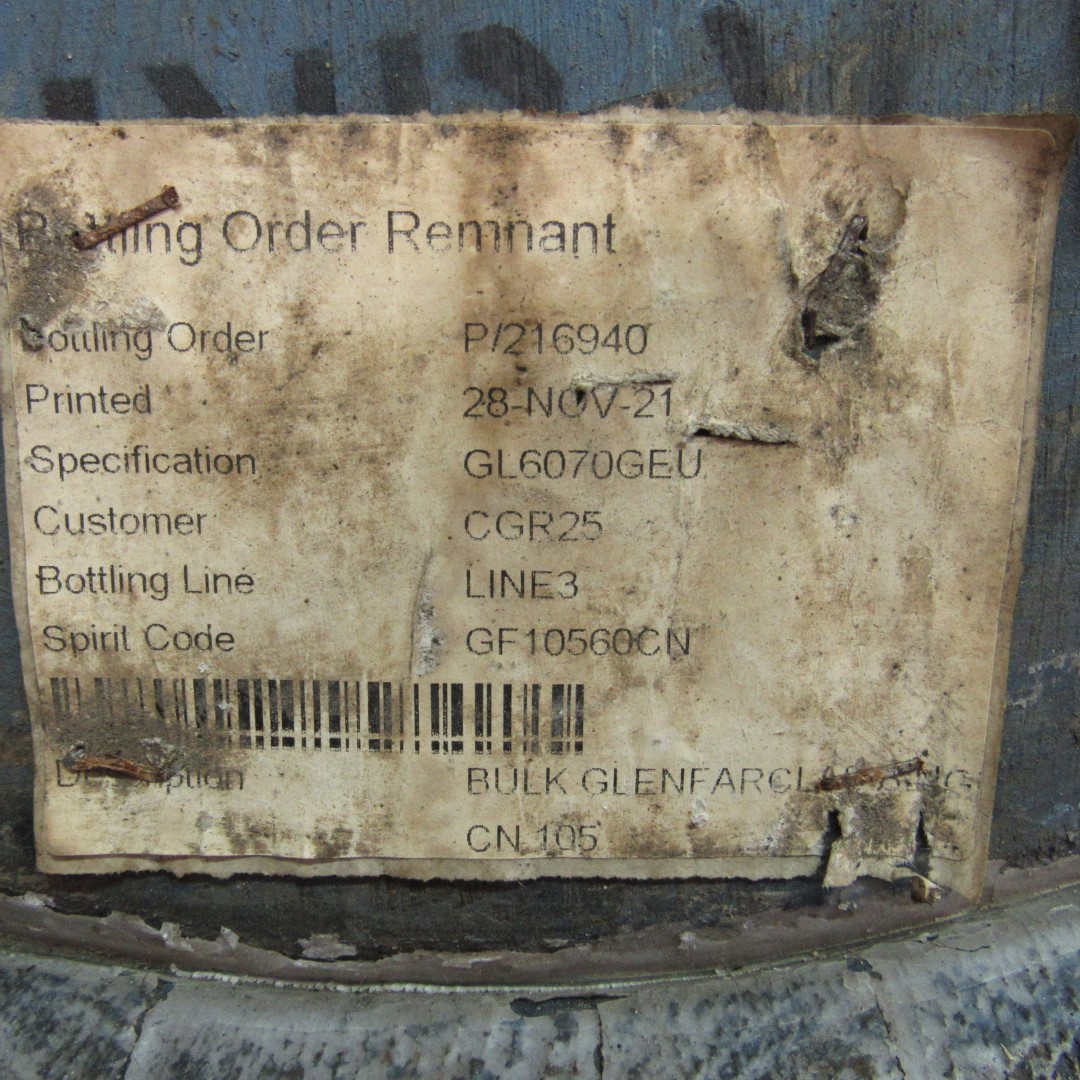 Bottling Order Remnant
Bottling Order P/216940
Printed 28-NOV-21
Specification GL6070GEU
Customer CGR25
Bottling Line LINE3
Spirit Code GF10560CN
Description BULK GLENFARCLAS
CN 105